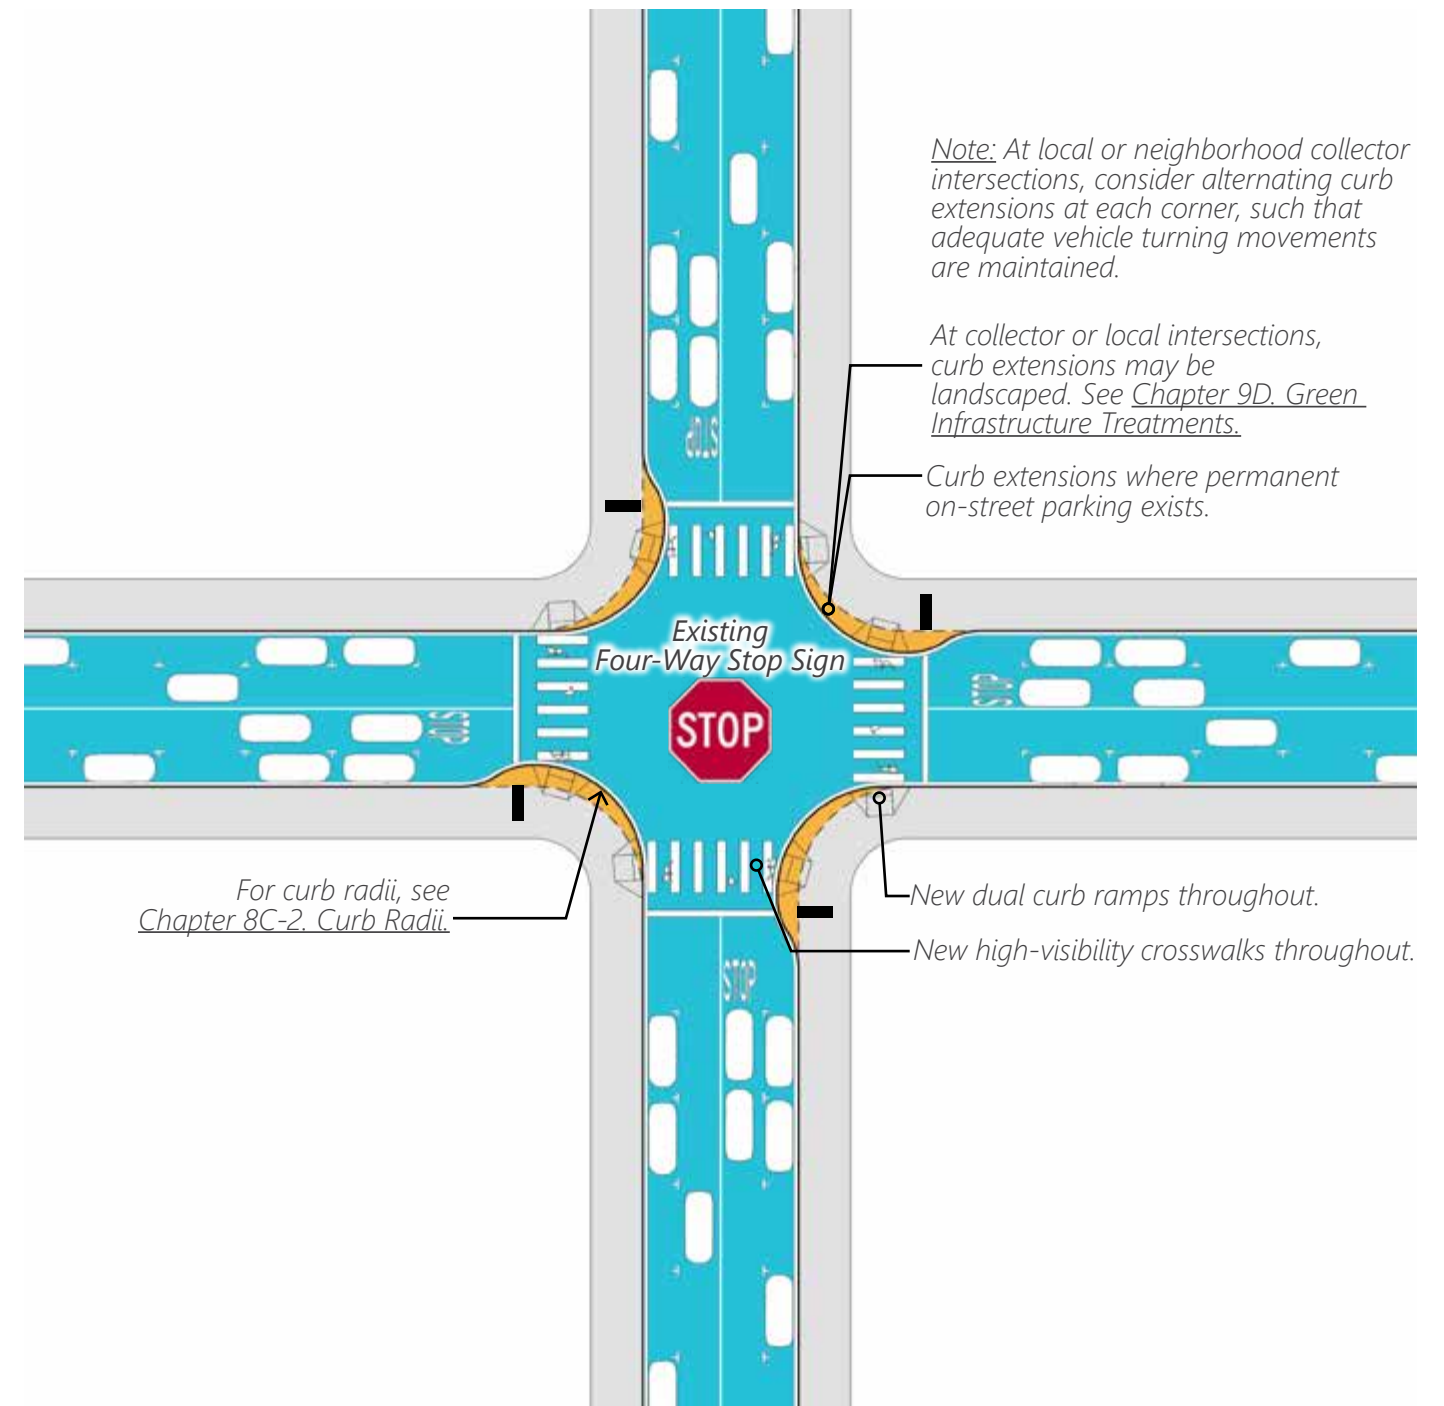 Note: At local or neighborhood collector
intersections, consider alternating curb
extensions at each corner, such that
adequate vehicle turning movements
are maintained.
At collector or local intersections,
curb extensions may be
landscaped. See Chapter 9D. Green
Infrastructure Treatments.
STOP
Curb extensions where permanent
on-street parking exists.
Existing
Four-Way Stop Sign
STOP
STOP
STOP
For curb radii, see
Chapter 8C-2. Curb Radii.
New dual curb ramps throughout.
New high-visibility crosswalks throughout.
STOP